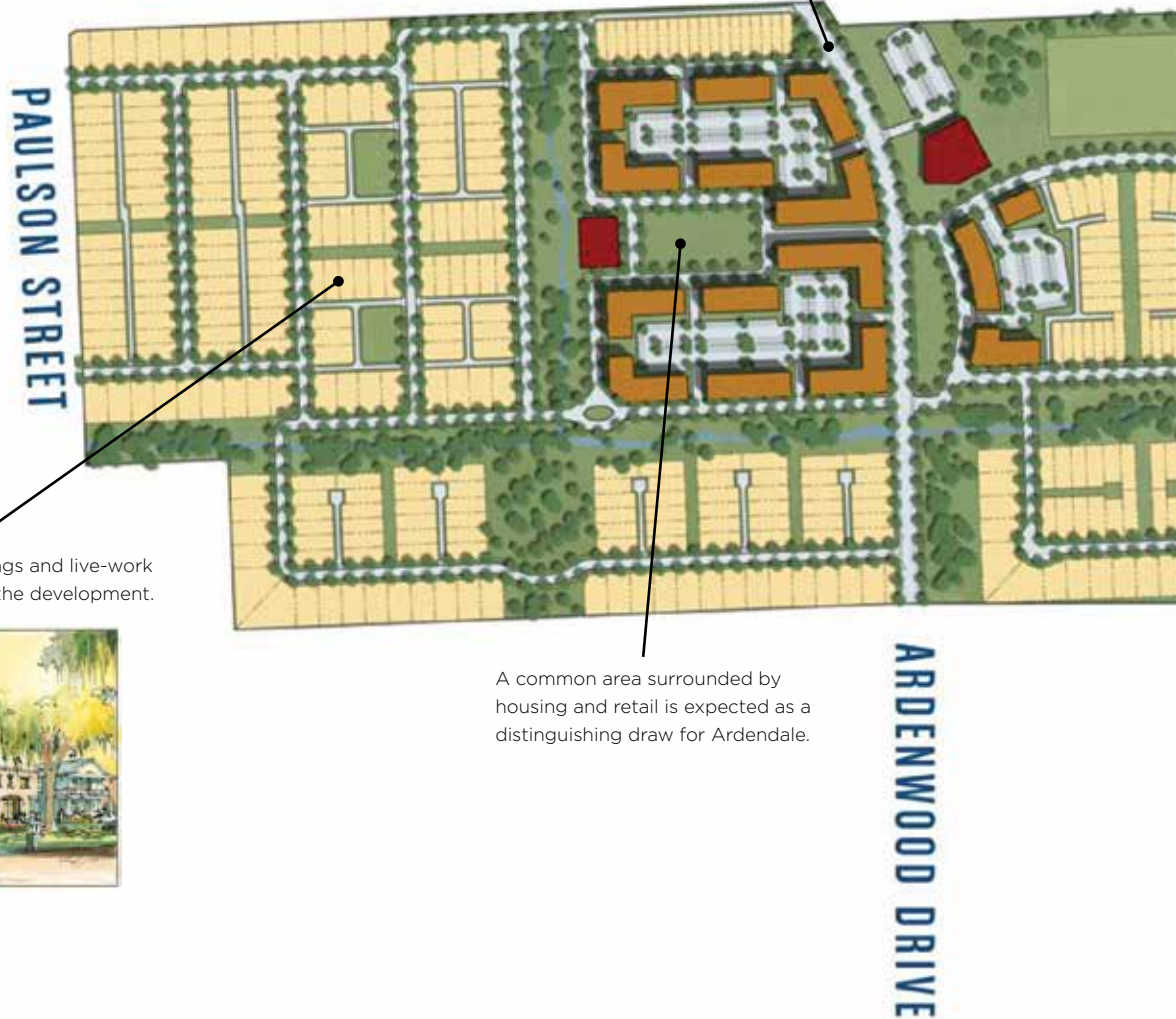 PAULSON STREET
ngs and live-work
the development.
A common area surrounded by
housing and retail is expected as a
distinguishing draw for Ardendale.
ARDENWOOD DRIVE